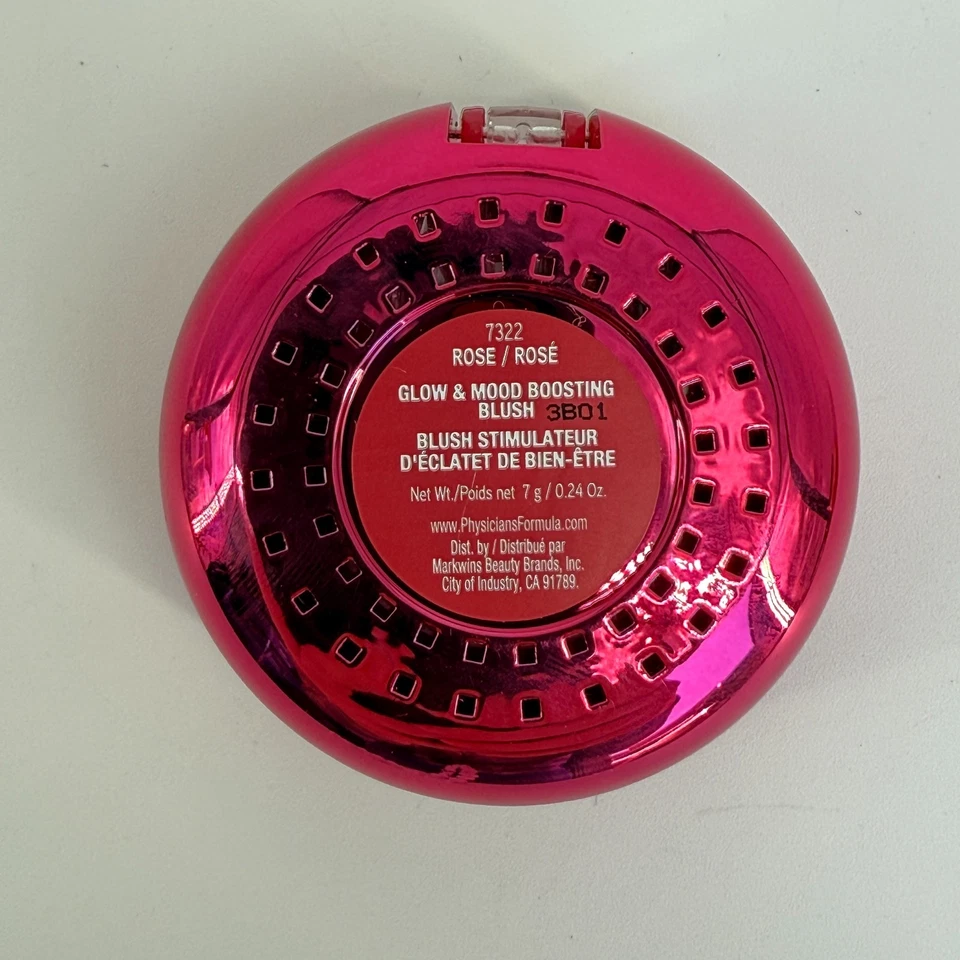 7322
ROSE / ROSÉ
GLOW & MOOD BOOSTING
BLUSH 3B01
BLUSH STIMULATEUR
D'ÉCLATET DE BIEN-ÊTRE
Net Wt./Poids net 7 g / 0.24 Oz.
www.PhysiciansFormula.com
Dist. by / Distribué par
Markwins Beauty Brands, Inc.
City of Industry, CA 91789.